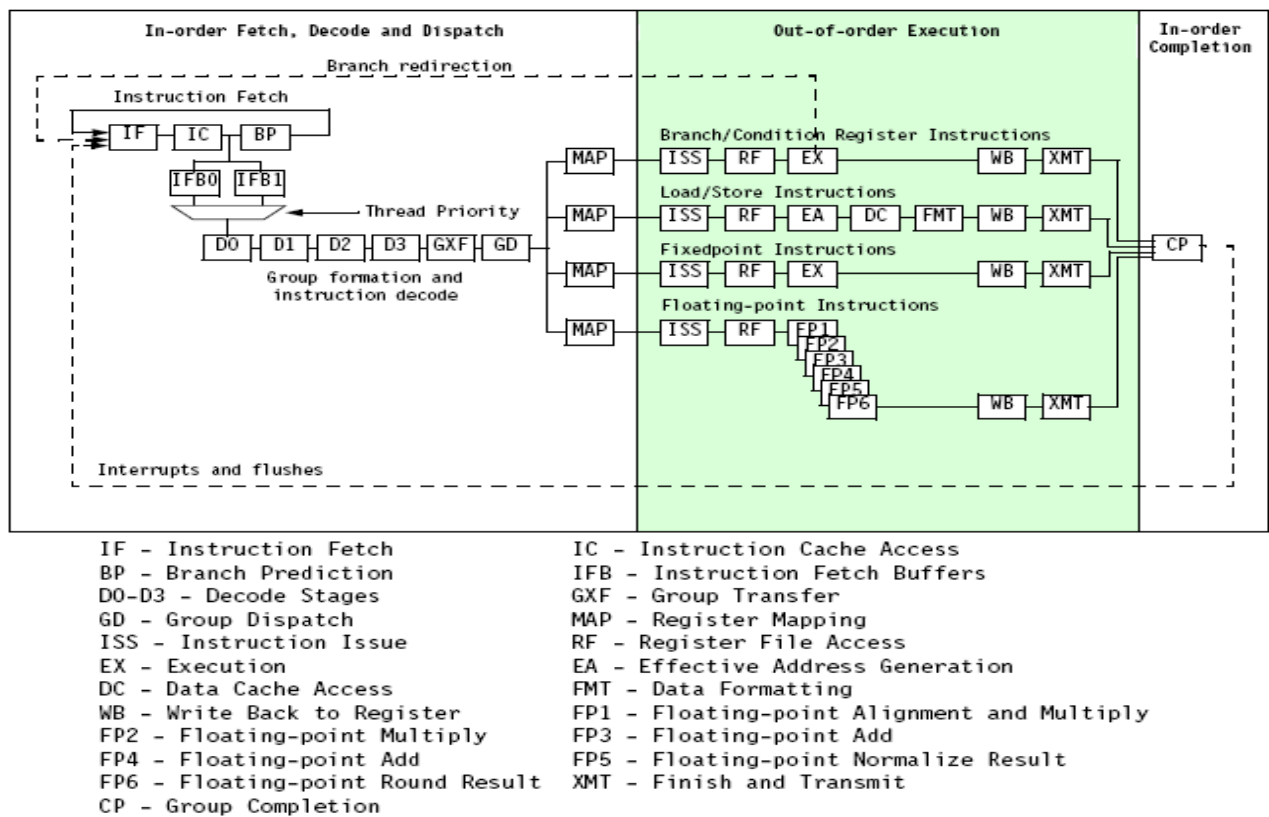 In-order Fetch, Decode and Dispatch
Out-of-order Execution
In-order
Completion
Branch redirection
Instruction Fetch
IF
IC
BP
IFB0
IFB1
Thread Priority
D0
D1
D2
D3
GXF
GD
Group formation and
instruction decode
MAP
Branch/Condition Register Instructions
ISS
RF
EX
WB
XMT
MAP
Load/Store Instructions
ISS
RF
EA
DC
FMT
WB
XMT
MAP
Fixedpoint Instructions
ISS
RF
EX
WB
XMT
MAP
Floating-point Instructions
ISS
RF
FP1
FP2
FP3
FP4
FP5
FP6
WB
XMT
CP
Interrupts and flushes
IF - Instruction Fetch
IC - Instruction Cache Access
BP - Branch Prediction
IFB - Instruction Fetch Buffers
D0-D3 - Decode Stages
GXF - Group Transfer
GD - Group Dispatch
MAP - Register Mapping
ISS - Instruction Issue
RF - Register File Access
EX - Execution
EA - Effective Address Generation
DC - Data Cache Access
FMT - Data Formatting
WB - Write Back to Register
FP1 - Floating-point Alignment and Multiply
FP2 - Floating-point Multiply
FP3 - Floating-point Add
FP4 - Floating-point Add
FP5 - Floating-point Normalize Result
FP6 - Floating-point Round Result
XMT - Finish and Transmit
CP - Group Completion